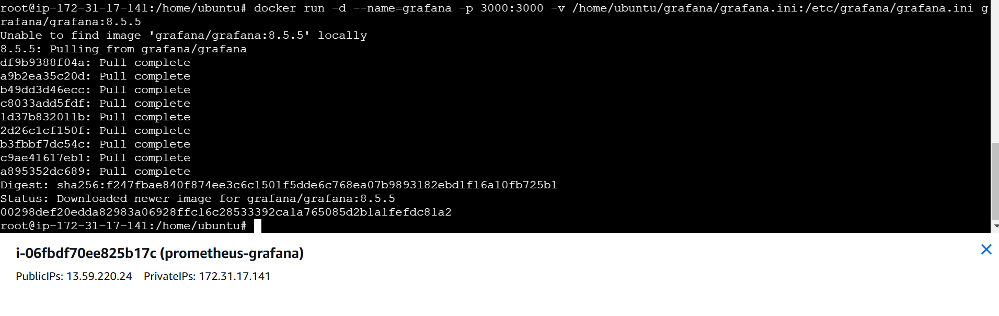 root@ip-172-31-17-141:/home/ubuntu# docker run -d --name=grafana -p 3000:3000 -v /home/ubuntu/grafana/grafana.ini:/etc/grafana/grafana.ini g
rafana/grafana:8.5.5
Unable to find image 'grafana/grafana:8.5.5' locally
8.5.5: Pulling from grafana/grafana
df9b9388f04a: Pull complete
a9b2ea35c20d: Pull complete
b49dd3d46ecc: Pull complete
c8033add5fdf: Pull complete
1d37b832011b: Pull complete
2d26c1cf150f: Pull complete
b3fbbf7dc54c: Pull complete
c9ae41617eb1: Pull complete
a895352dc689: Pull complete
Digest: sha256:f247fbae840f874ee3c6c1501f5dde6c768ea07b9893182ebd1f16a10fb725b1
Status: Downloaded newer image for grafana/grafana:8.5.5
00298def20edda82983a06928ffc16c28533392ca1a765085d2b1a1fefdc81a2
root@ip-172-31-17-141:/home/ubuntu#
i-06fbdf70ee825b17c (prometheus-grafana)
PublicIPs: 13.59.220.24 PrivateIPs: 172.31.17.141